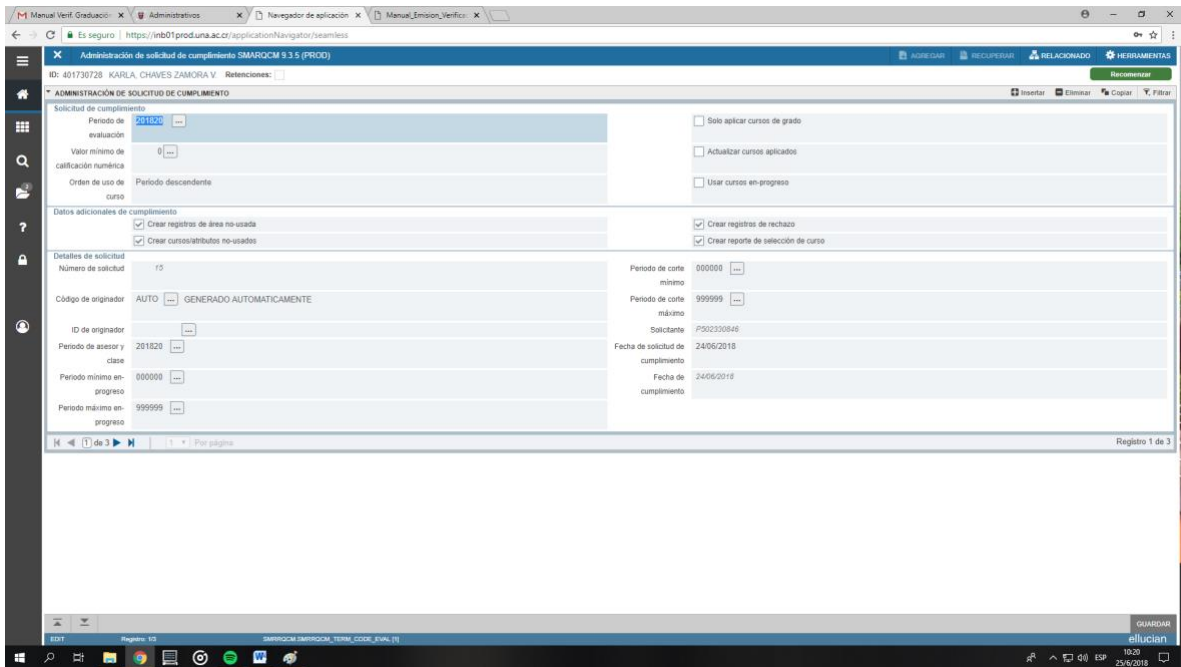 Manual Verif. Graduació
Administrativos
Navegador de aplicación
Manual_Emision_Verific
Es seguro | https://inb01prod.una.ac.cr/applicationNavigator/seamless
Administración de solicitud de cumplimiento SMARQCM 9.3.5 (PROD)
AGREGAR RECUPERAR RELACIONADO HERRAMIENTAS
ID: 401730728 KARLA, CHAVES ZAMORA V. Retenciones:
Recomenzar
ADMINISTRACIÓN DE SOLICITUD DE CUMPLIMIENTO
Insertar Eliminar Copiar Filtrar
Solicitud de cumplimiento
Periodo de evaluación 201820 ...
Solo aplicar cursos de grado
Valor mínimo de calificación numérica 0 ...
Actualizar cursos aplicados
Orden de uso de curso Periodo descendente
Usar cursos en-progreso
Datos adicionales de cumplimiento
Crear registros de área no-usada
Crear registros de rechazo
Crear cursos/atributos no-usados
Crear reporte de selección de curso
Detalles de solicitud
Número de solicitud 15
Periodo de corte mínimo 000000 ...
Código de originador AUTO ... GENERADO AUTOMATICAMENTE
Periodo de corte máximo 999999 ...
ID de originador ...
Solicitante P502330846
Periodo de asesor y clase 201820 ...
Fecha de solicitud de cumplimiento 24/06/2018
Periodo mínimo en-progreso 000000 ...
Fecha de cumplimiento 24/06/2018
Periodo máximo en-progreso 999999 ...
1 de 3
1 Por página
Registro 1 de 3
GUARDAR
EDIT Registro: 1/3 SMRRQCM.SMRRQCM_TERM_CODE_EVAL [1]
ellucian
ESP
10:20
25/6/2018